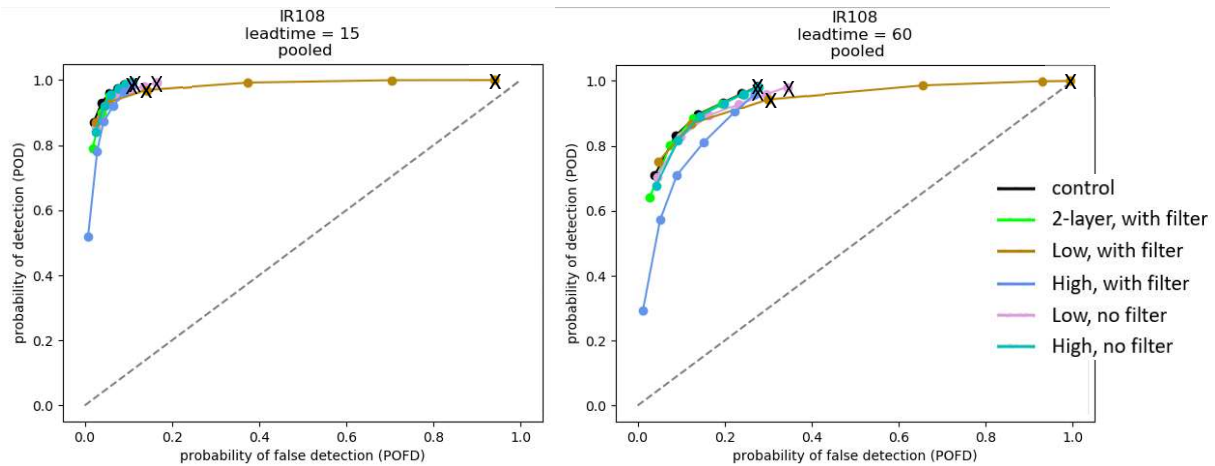 IR108
leadtime = 15
pooled
probability of detection (POD)
1.0
0.8
0.6
0.4
0.2
0.0
X X X X X
0.0 0.2 0.4 0.6 0.8 1.0
probability of false detection (POFD)
IR108
leadtime = 60
pooled
probability of detection (POD)
1.0
0.8
0.6
0.4
0.2
0.0
X X X X X
0.0 0.2 0.4 0.6 0.8 1.0
probability of false detection (POFD)
control
2-layer, with filter
Low, with filter
High, with filter
Low, no filter
High, no filter